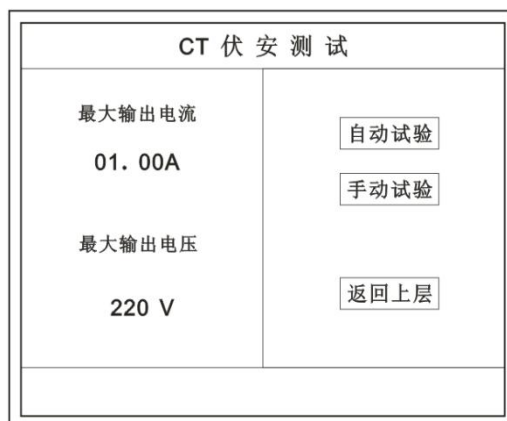 CT 伏 安 测 试
最大输出电流
01. 00A
最大输出电压
220 V
自动试验
手动试验
返回上层